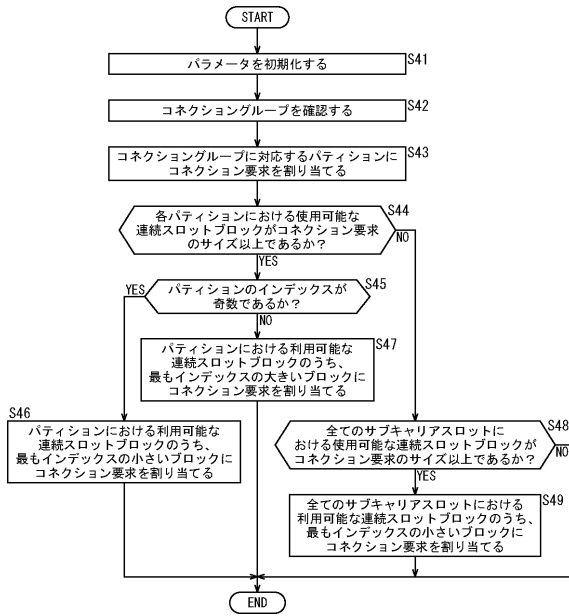 START
パラメータを初期化する
S41
コネクショングループを確認する
S42
コネクショングループに対応するパティションに
コネクション要求を割り当てる
S43
各パティションにおける使用可能な
連続スロットブロックがコネクション要求
のサイズ以上であるか？
S44
NO
YES
パティションのインデックスが
奇数であるか？
S45
YES
NO
パティションにおける利用可能な
連続スロットブロックのうち、
最もインデックスの大きいブロックに
コネクション要求を割り当てる
S47
S46
パティションにおける利用可能な
連続スロットブロックのうち、
最もインデックスの小さいブロックに
コネクション要求を割り当てる
全てのサブキャリアスロットに
おける使用可能な連続スロットブロックが
コネクション要求のサイズ以上であるか？
S48
NO
YES
全てのサブキャリアスロットにおける
利用可能な連続スロットブロックのうち、
最もインデックスの小さいブロックに
コネクション要求を割り当てる
S49
END